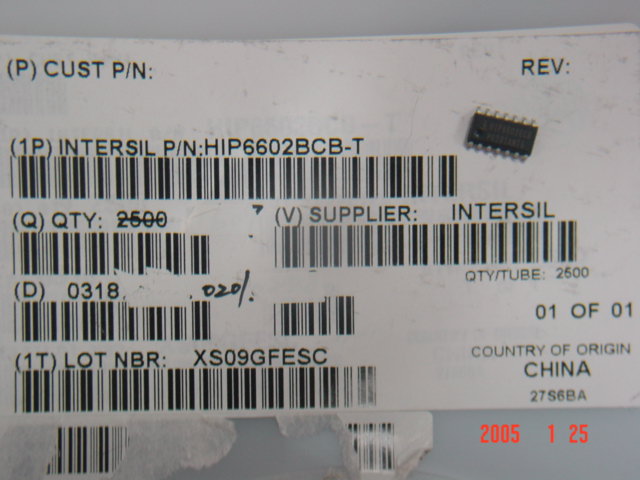 (P) CUST P/N:
REV:
(1P) INTERSIL P/N:HIP6602BCB-T
(Q) QTY: 2500
(V) SUPPLIER: INTERSIL
QTY/TUBE: 2500
(D) 0318
01 OF 01
(1T) LOT NBR: XS09GFESC
COUNTRY OF ORIGIN
CHINA
27S6BA
2005 1 25